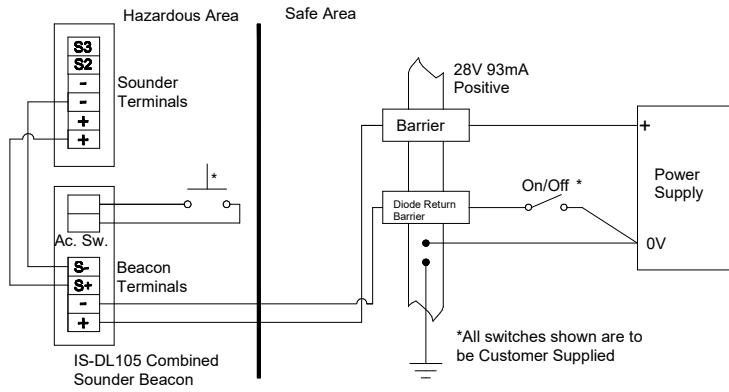 Hazardous Area
Safe Area
S3
S2
-
-
+
+
Sounder
Terminals
28V 93mA
Positive
Barrier
+
Power
Supply
0V
*
On/Off *
Diode Return
Barrier
Ac. Sw.
S-
S+
-
+
Beacon
Terminals
*All switches shown are to
be Customer Supplied
IS-DL105 Combined
Sounder Beacon